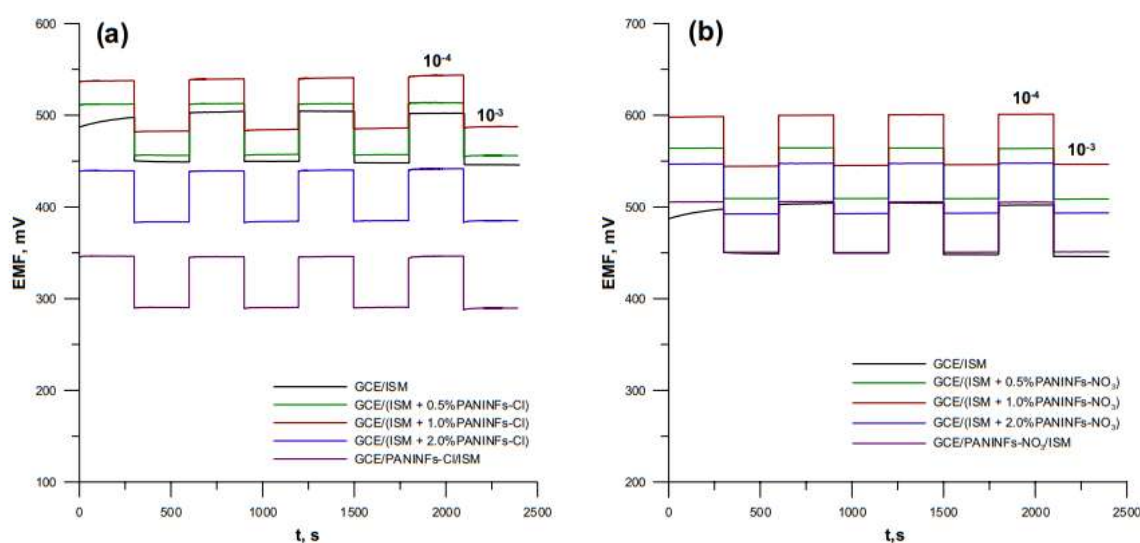 (a)
600
500
400
300
200
100
EMF, mV
10⁻⁴
10⁻³
GCE/ISM
GCE/(ISM + 0.5%PANINFs-Cl)
GCE/(ISM + 1.0%PANINFs-Cl)
GCE/(ISM + 2.0%PANINFs-Cl)
GCE/PANINFs-Cl/ISM
0 500 1000 1500 2000 2500
t, s
(b)
700
600
500
400
300
200
EMF, mV
10⁻⁴
10⁻³
GCE/ISM
GCE/(ISM + 0.5%PANINFs-NO₃)
GCE/(ISM + 1.0%PANINFs-NO₃)
GCE/(ISM + 2.0%PANINFs-NO₃)
GCE/PANINFs-NO₃/ISM
0 500 1000 1500 2000 2500
t,s